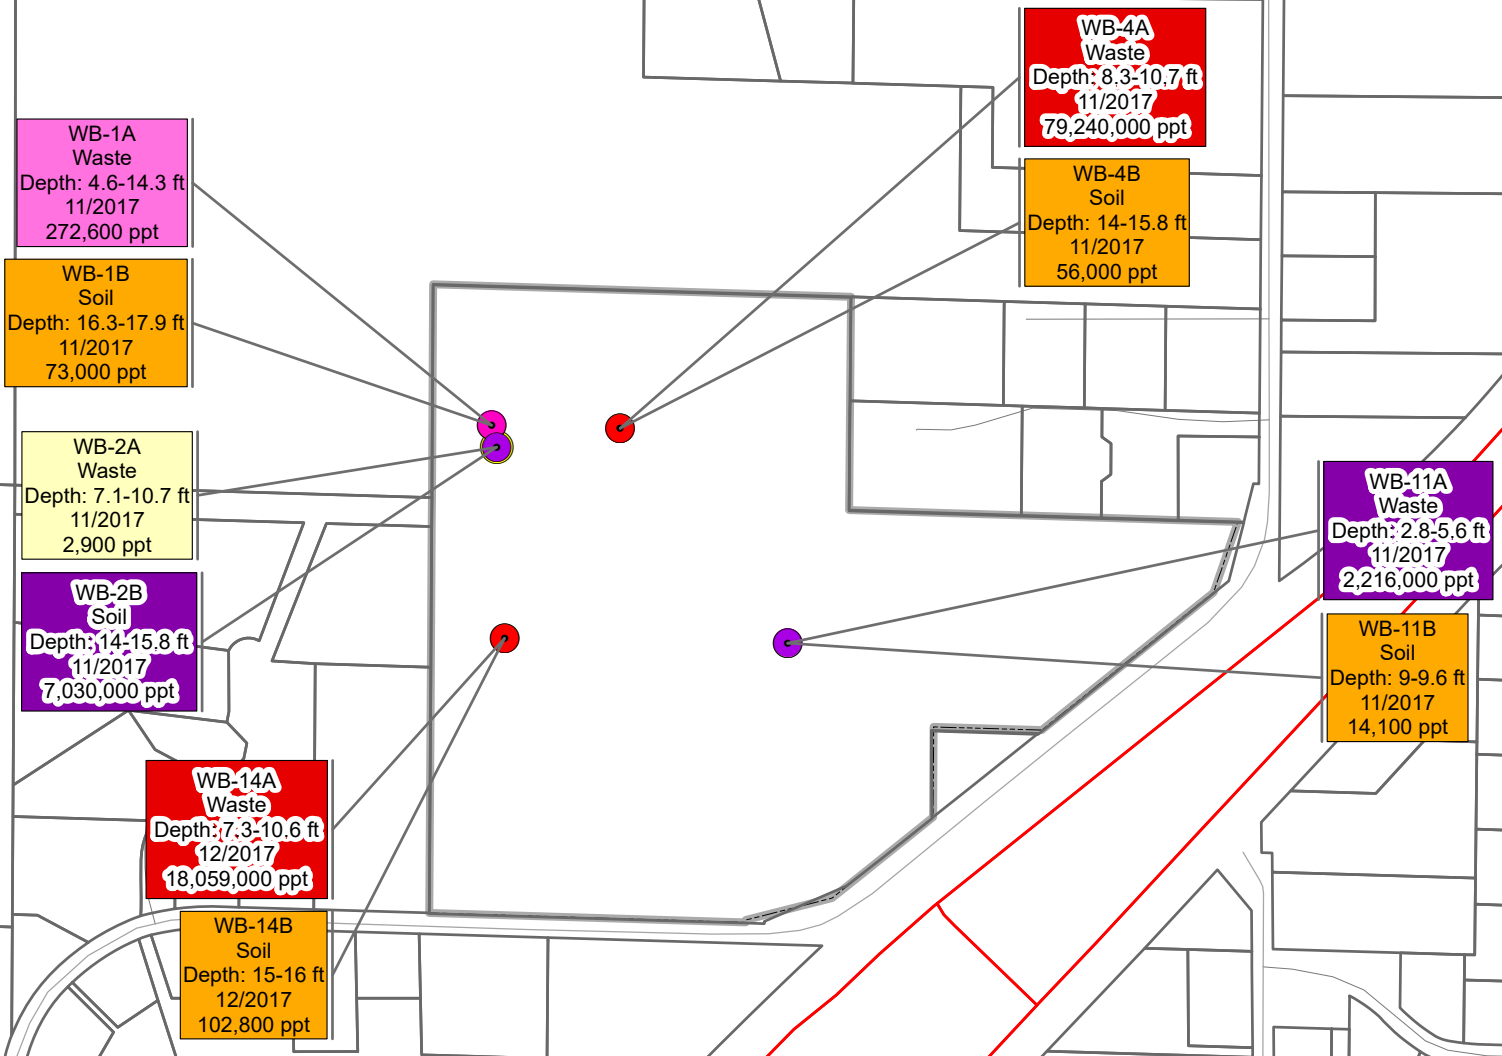 WB-4A
Waste
Depth: 8.3-10.7 ft
11/2017
79,240,000 ppt
WB-4B
Soil
Depth: 14-15.8 ft
11/2017
56,000 ppt
WB-1A
Waste
Depth: 4.6-14.3 ft
11/2017
272,600 ppt
WB-1B
Soil
Depth: 16.3-17.9 ft
11/2017
73,000 ppt
WB-2A
Waste
Depth: 7.1-10.7 ft
11/2017
2,900 ppt
WB-2B
Soil
Depth: 14-15.8 ft
11/2017
7,030,000 ppt
WB-11A
Waste
Depth: 2.8-5.6 ft
11/2017
2,216,000 ppt
WB-11B
Soil
Depth: 9-9.6 ft
11/2017
14,100 ppt
WB-14A
Waste
Depth: 7.3-10.6 ft
12/2017
18,059,000 ppt
WB-14B
Soil
Depth: 15-16 ft
12/2017
102,800 ppt